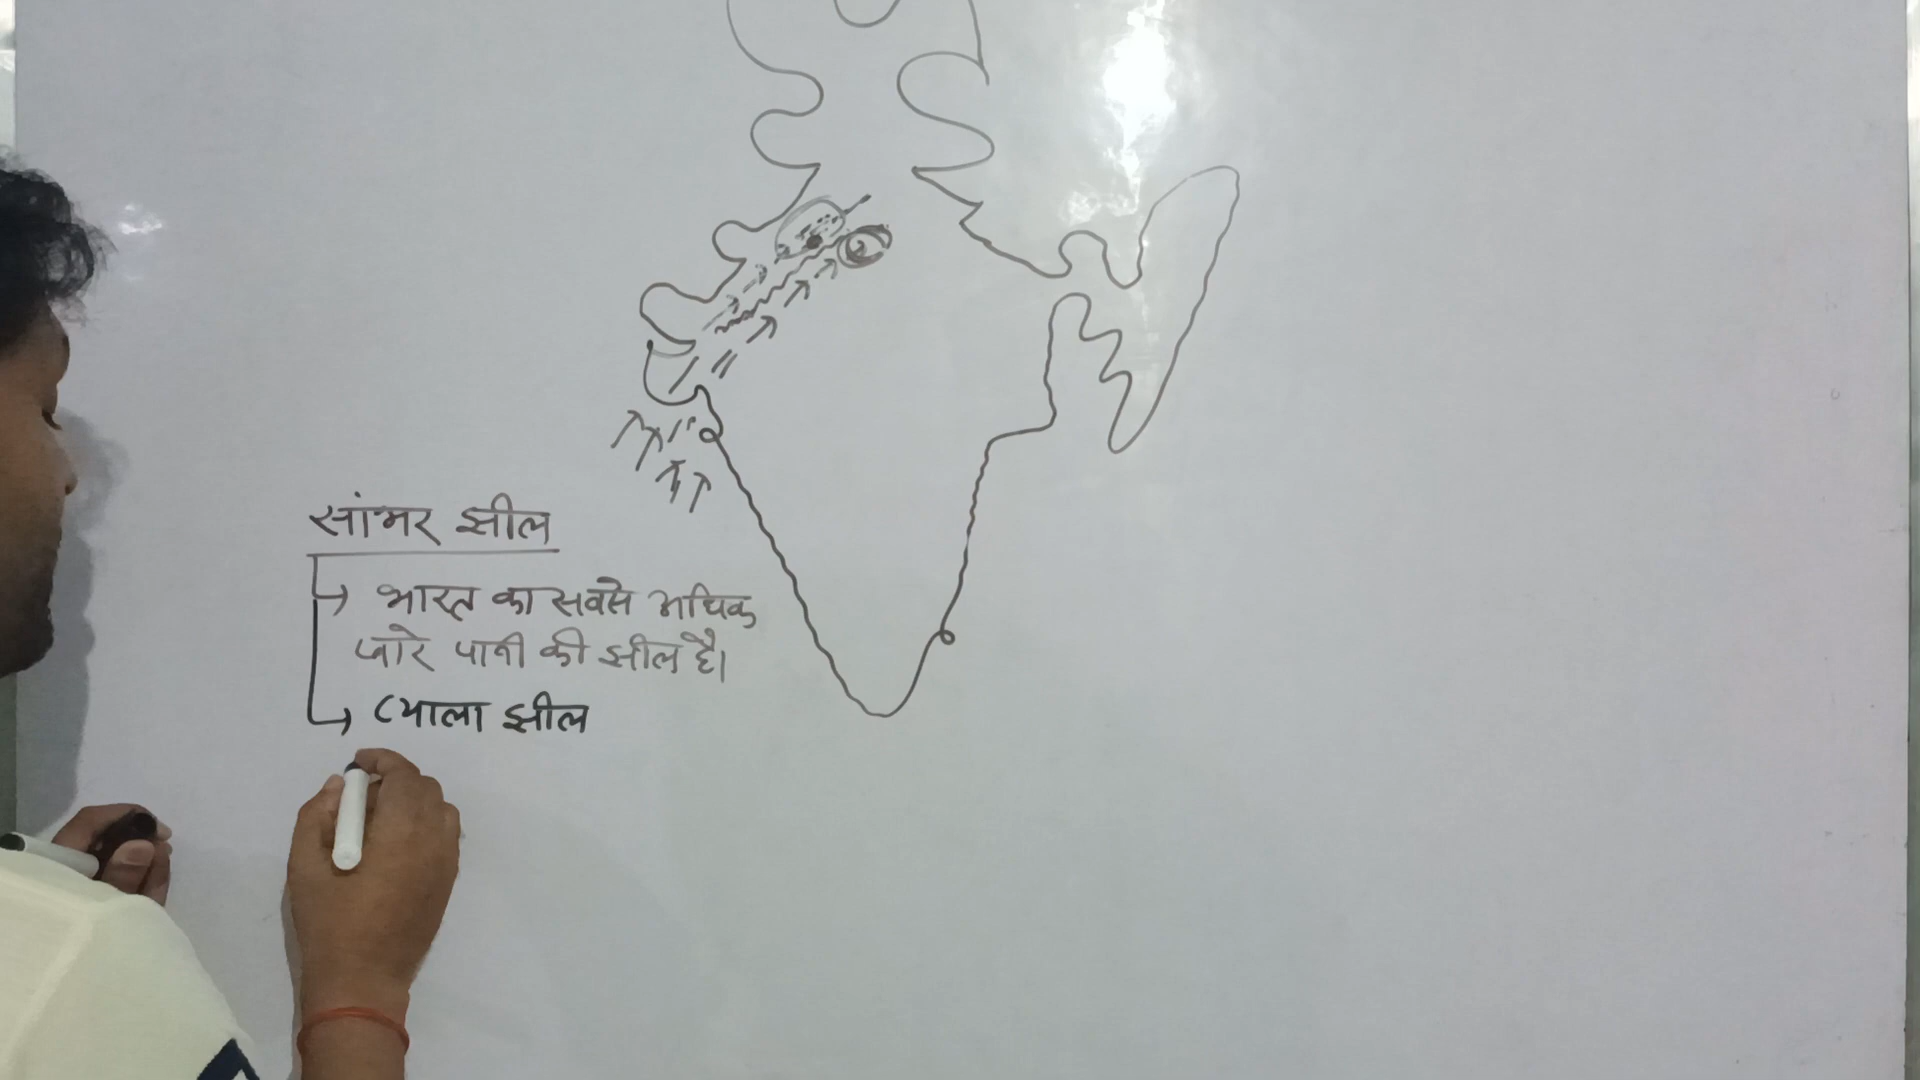 सांभर झील
भारत का सबसे अधिक
खारे पानी की झील है।
प्याला झील